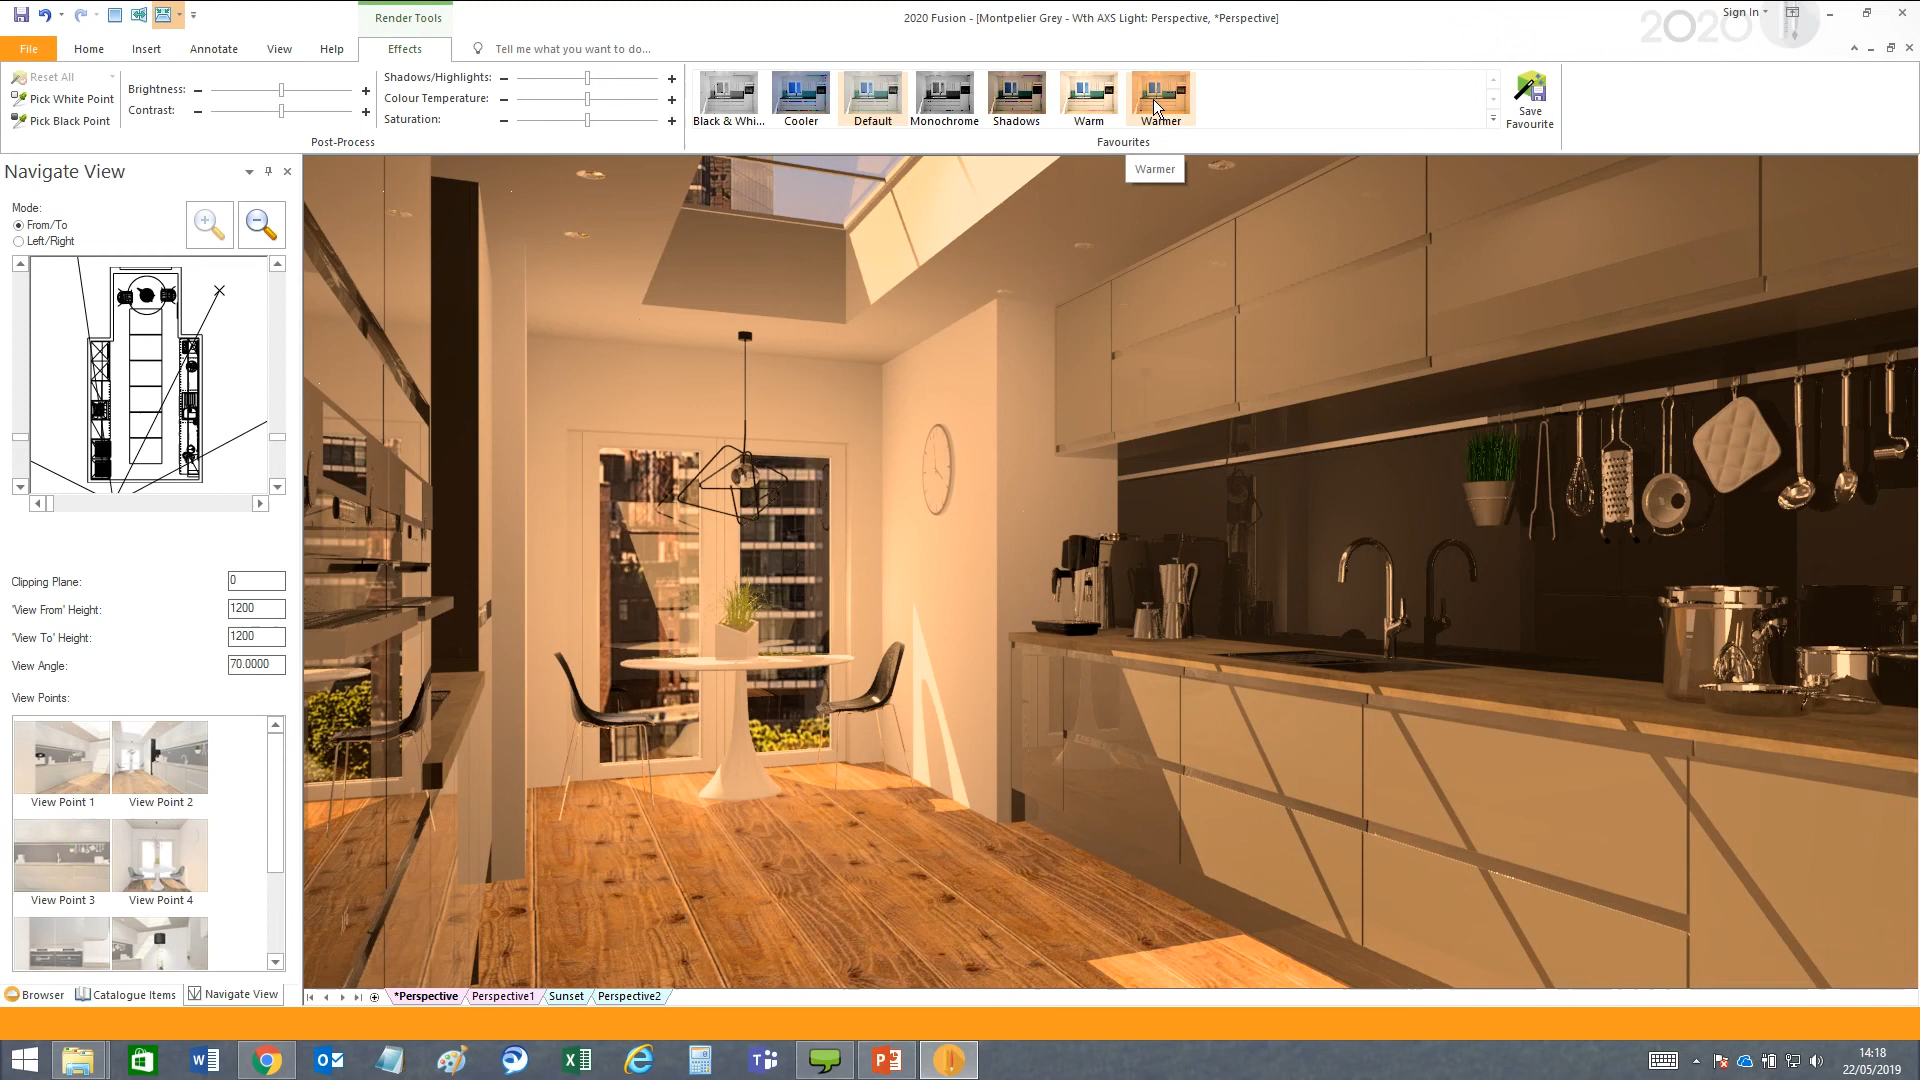 Render Tools
2020 Fusion - [Montpelier Grey - Wth AXS Light: Perspective, *Perspective]
Sign In
2020
File
Home
Insert
Annotate
View
Help
Effects
Tell me what you want to do...
Reset All
Pick White Point
Pick Black Point
Brightness:
Contrast:
Shadows/Highlights:
Colour Temperature:
Saturation:
Post-Process
Black & Whi...
Cooler
Default
Monochrome
Shadows
Warm
Warmer
Favourites
Save
Favourite
Warmer
Navigate View
Mode:
From/To
Left/Right
Clipping Plane:
0
'View From' Height:
1200
'View To' Height:
1200
View Angle:
70.0000
View Points:
View Point 1
View Point 2
View Point 3
View Point 4
Browser
Catalogue Items
Navigate View
*Perspective
Perspective1
Sunset
Perspective2
14:18
22/05/2019